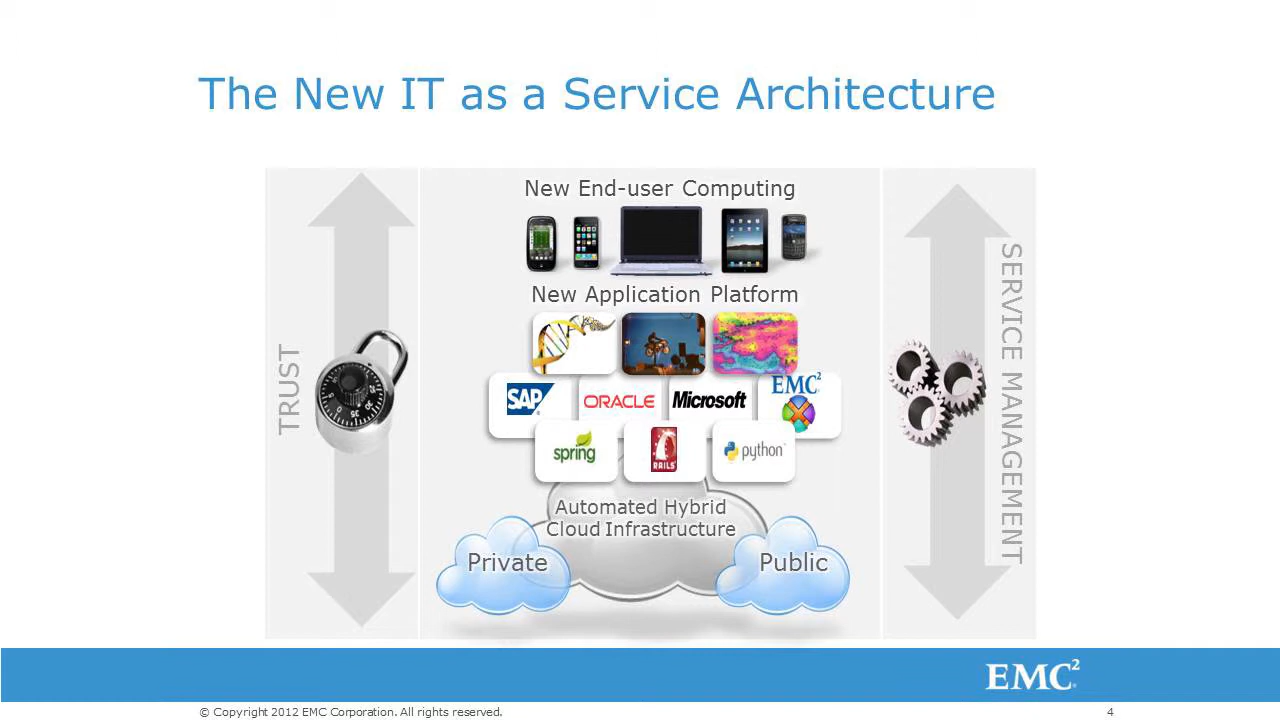 The New IT as a Service Architecture
New End-user Computing
New Application Platform
TRUST
SERVICE MANAGEMENT
SAP
ORACLE
Microsoft
EMC²
spring
RAILS
python
Automated Hybrid
Cloud Infrastructure
Private
Public
EMC²
© Copyright 2012 EMC Corporation. All rights reserved.
4